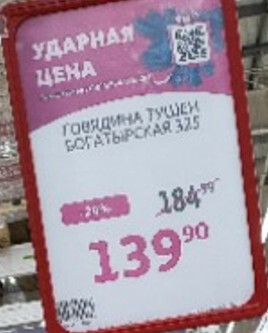 УДАРНАЯ
ЦЕНА
ГОВЯДИНА ТУШЕН
БОГАТЫРСКАЯ 325
-24% 184⁹⁹
139⁹⁰